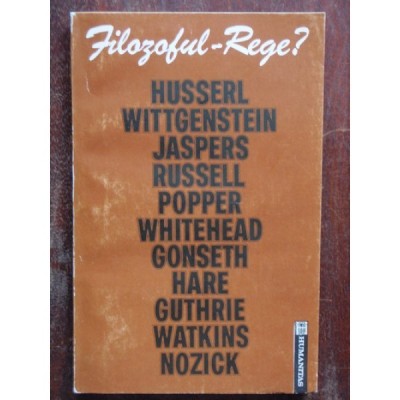 Filozoful-Rege?
HUSSERL
WITTGENSTEIN
JASPERS
RUSSELL
POPPER
WHITEHEAD
GONSETH
HARE
GUTHRIE
WATKINS
NOZICK
HUMANITAS